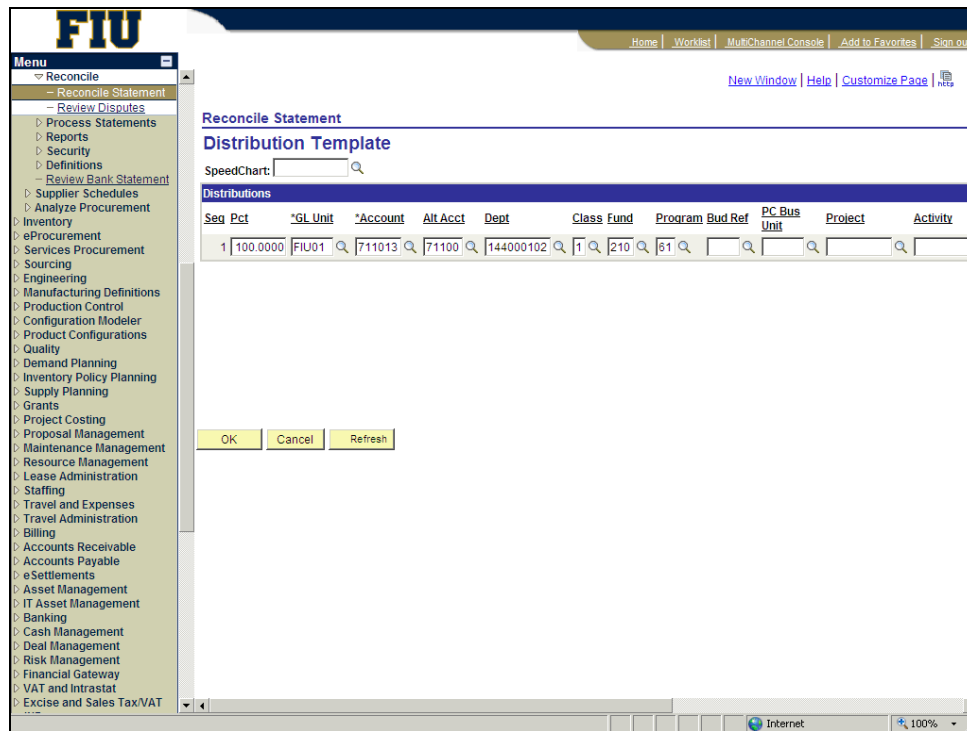 FIU
Home | Worklist | MultiChannel Console | Add to Favorites | Sign ou
Menu
New Window | Help | Customize Page | http
Reconcile
Reconcile Statement
Review Disputes
Process Statements
Reports
Security
Definitions
Review Bank Statement
Supplier Schedules
Analyze Procurement
Inventory
eProcurement
Services Procurement
Sourcing
Engineering
Manufacturing Definitions
Production Control
Configuration Modeler
Product Configurations
Quality
Demand Planning
Inventory Policy Planning
Supply Planning
Grants
Project Costing
Proposal Management
Maintenance Management
Resource Management
Lease Administration
Staffing
Travel and Expenses
Travel Administration
Billing
Accounts Receivable
Accounts Payable
eSettlements
Asset Management
IT Asset Management
Banking
Cash Management
Deal Management
Risk Management
Financial Gateway
VAT and Intrastat
Excise and Sales Tax/VAT
Reconcile Statement
Distribution Template
SpeedChart:
Distributions
Seq Pct *GL Unit *Account Alt Acct Dept Class Fund Program Bud Ref PC Bus Unit Project Activity
1 100.0000 FIU01 711013 71100 144000102 1 210 61
OK Cancel Refresh
Internet 100%